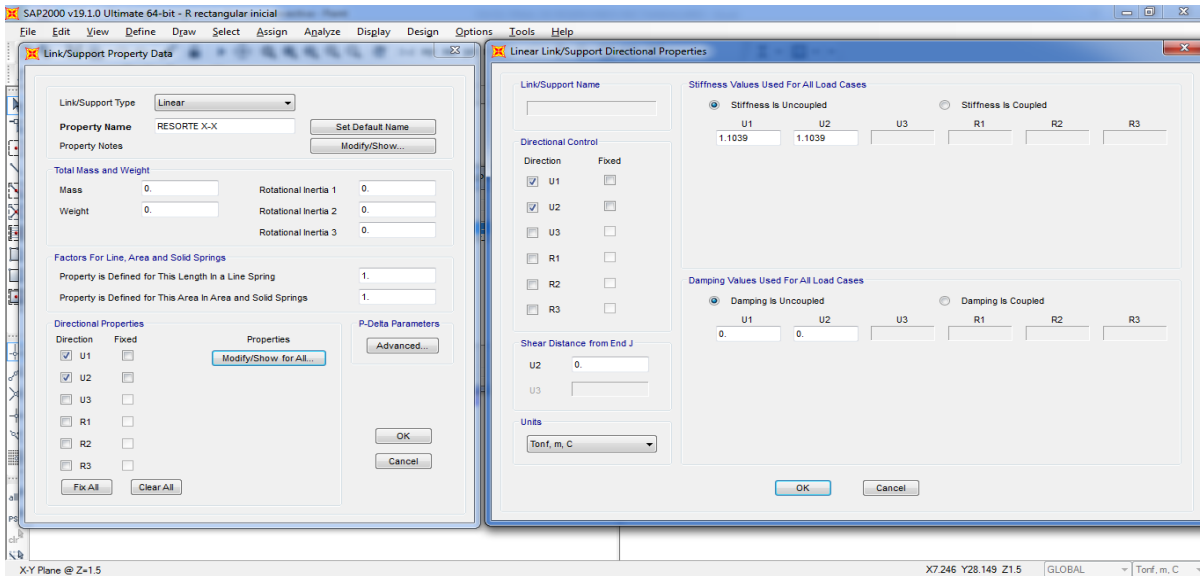 SAP2000 v19.1.0 Ultimate 64-bit - R rectangular inicial
File Edit View Define Draw Select Assign Analyze Display Design Options Tools Help
Link/Support Property Data
Link/Support Type Linear
Property Name RESORTE X-X Set Default Name
Property Notes Modify/Show...
Total Mass and Weight
Mass 0. Rotational Inertia 1 0.
Weight 0. Rotational Inertia 2 0.
Rotational Inertia 3 0.
Factors For Line, Area and Solid Springs
Property is Defined for This Length In a Line Spring 1.
Property is Defined for This Area In Area and Solid Springs 1.
Directional Properties
Direction Fixed Properties
U1 Modify/Show for All...
U2
U3
R1
R2
R3
Fix All Clear All
P-Delta Parameters
Advanced...
OK
Cancel
Linear Link/Support Directional Properties
Link/Support Name
Directional Control
Direction Fixed
U1
U2
U3
R1
R2
R3
Shear Distance from End J
U2 0.
U3
Units
Tonf, m, C
Stiffness Values Used For All Load Cases
Stiffness Is Uncoupled Stiffness Is Coupled
U1 U2 U3 R1 R2 R3
1.1039 1.1039
Damping Values Used For All Load Cases
Damping Is Uncoupled Damping Is Coupled
U1 U2 U3 R1 R2 R3
0. 0.
OK Cancel
all
PS
clr
X-Y Plane @ Z=1.5 X7.246 Y28.149 Z1.5 GLOBAL Tonf, m, C